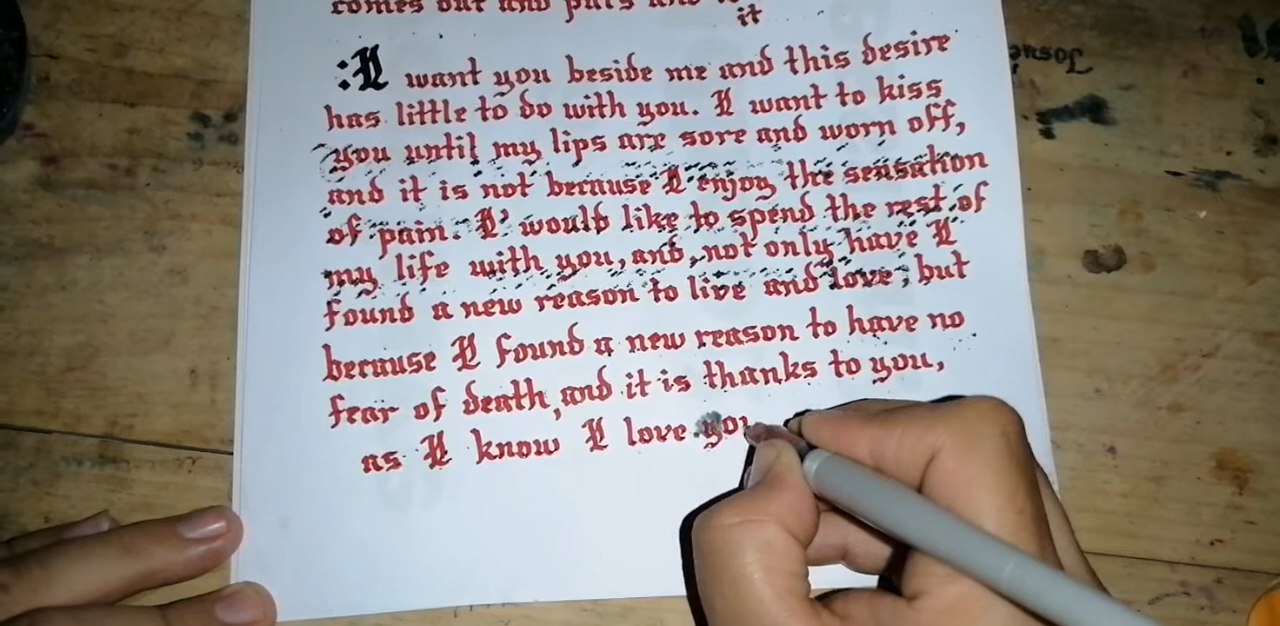 comes out and puts
it
:I want you beside me and this desire
has little to do with you. I want to kiss
you until my lips are sore and worn off,
and it is not because I enjoy the sensation
of pain. I would like to spend the rest of
my life with you, and, not only have I
found a new reason to live and love, but
because I found a new reason to have no
fear of death, and it is thanks to you,
as I know I love you